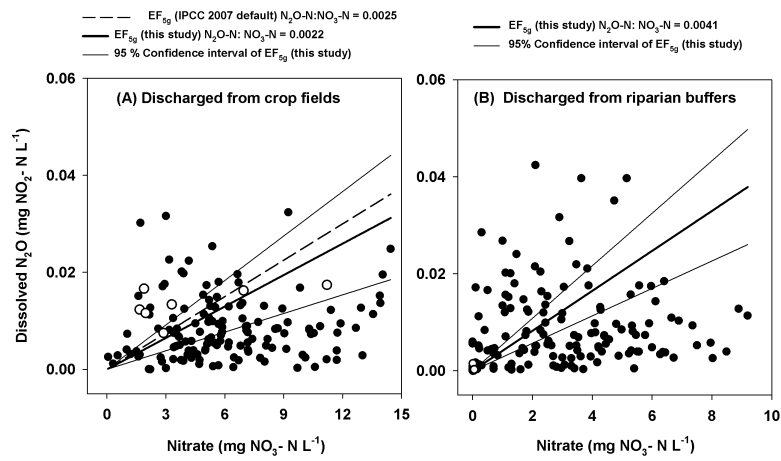 EF5g (IPCC 2007 default) N2O-N:NO3-N = 0.0025
EF5g (this study) N2O-N: NO3-N = 0.0022
95 % Confidence interval of EF5g (this study)
EF5g (this study) N2O-N: NO3-N = 0.0041
95% Confidence interval of EF5g (this study)
(A) Discharged from crop fields
(B) Discharged from riparian buffers
Dissolved N2O (mg NO2- N L-1)
0.06
0.04
0.02
0.00
0.06
0.04
0.02
0.00
0 3 6 9 12 15
0 2 4 6 8 10
Nitrate (mg NO3- N L-1)
Nitrate (mg NO3- N L-1)